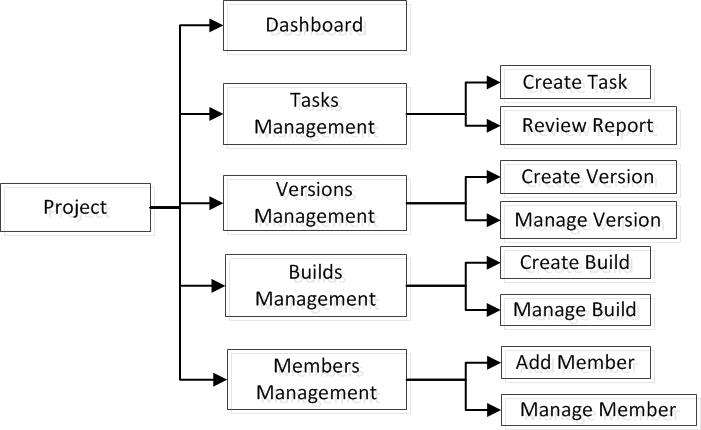 Dashboard
Tasks
Management
Create Task
Review Report
Project
Versions
Management
Create Version
Manage Version
Builds
Management
Create Build
Manage Build
Members
Management
Add Member
Manage Member